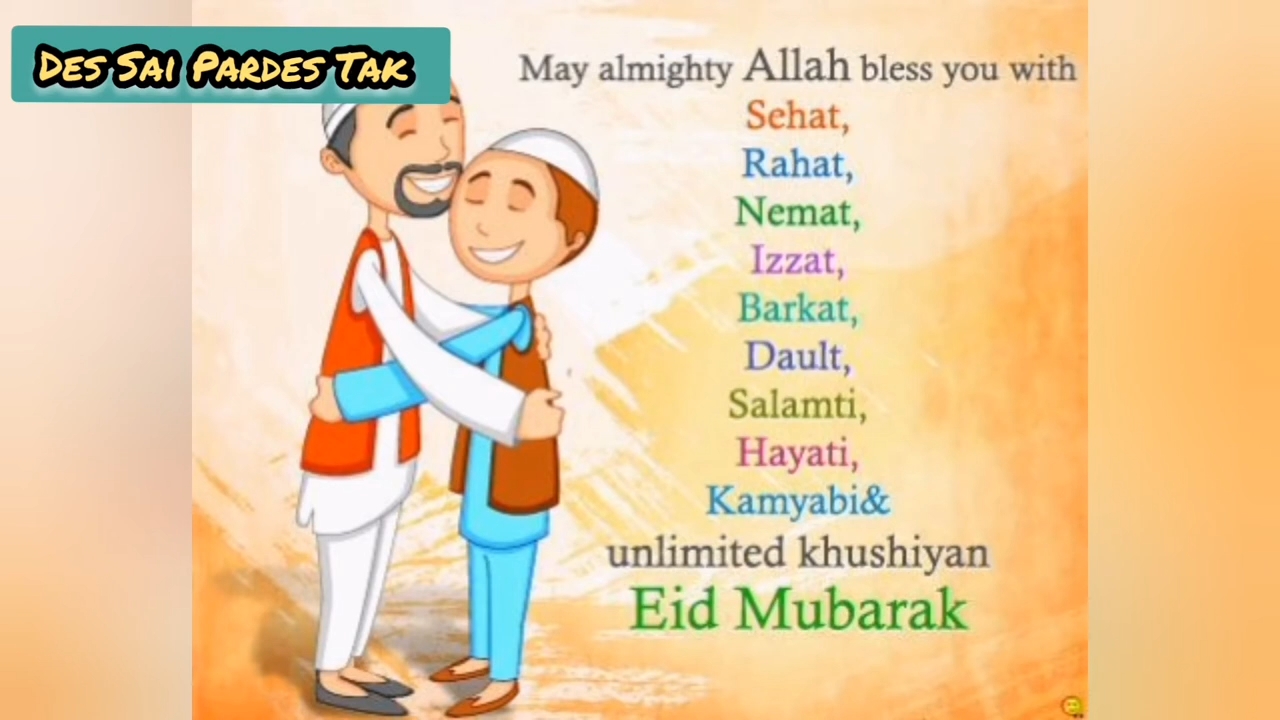 Des Sai Pardes Tak
May almighty Allah bless you with
Sehat,
Rahat,
Nemat,
Izzat,
Barkat,
Dault,
Salamti,
Hayati,
Kamyabi&
unlimited khushiyan
Eid Mubarak